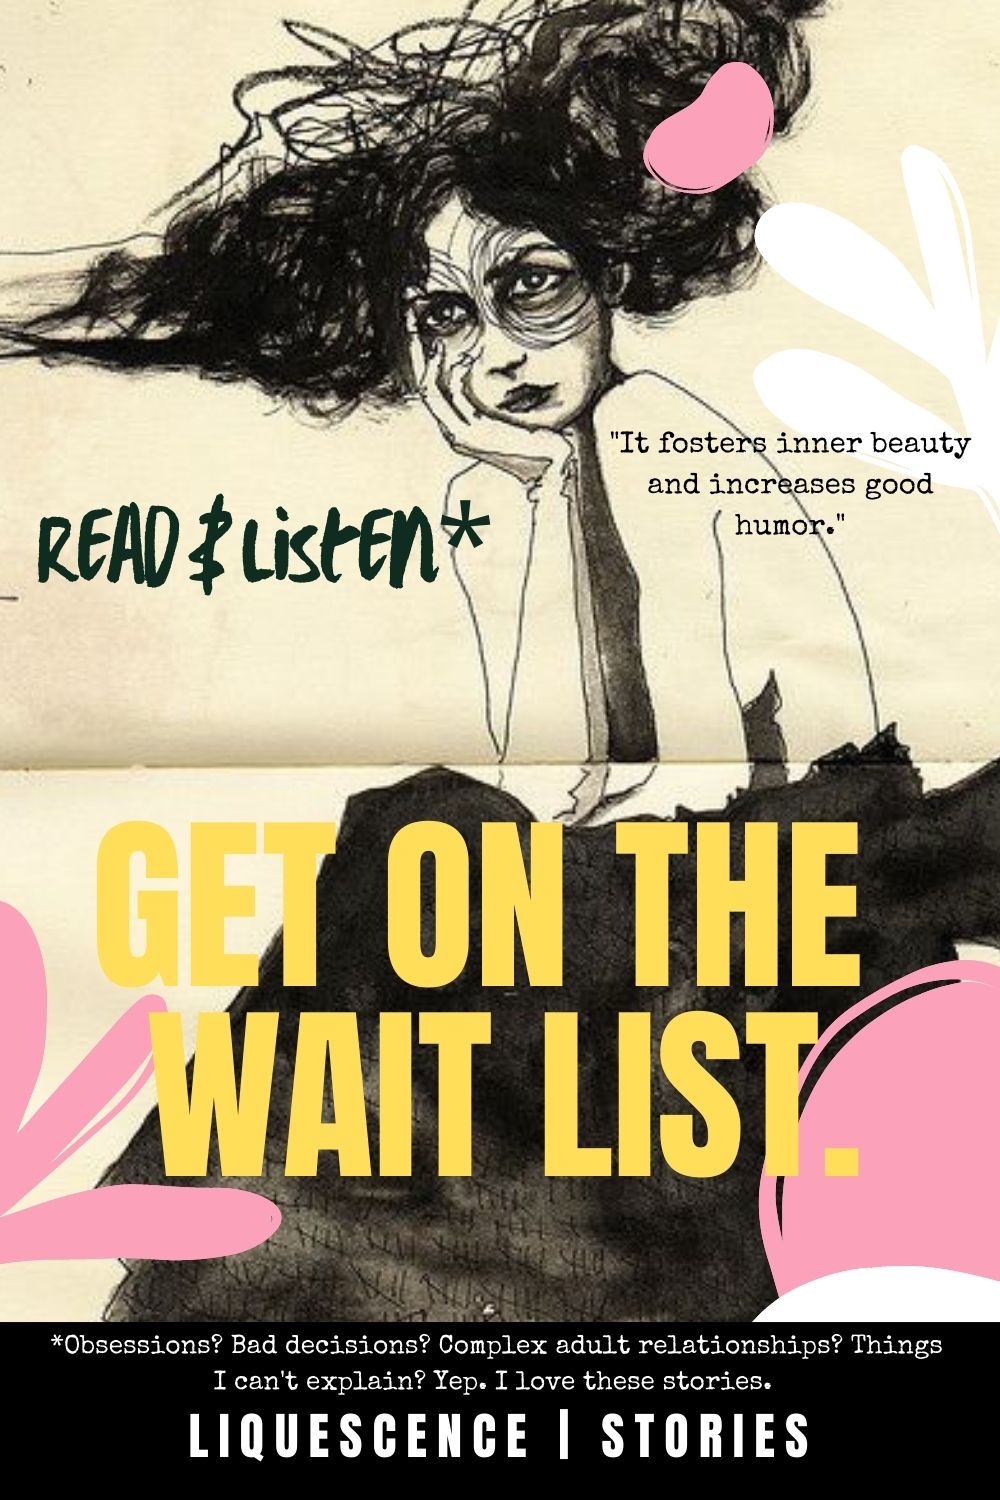 "It fosters inner beauty
and increases good
humor."
READ & LiSTEN*
GET ON THE
WAIT LIST.
*Obsessions? Bad decisions? Complex adult relationships? Things
I can't explain? Yep. I love these stories.
LIQUESCENCE | STORIES